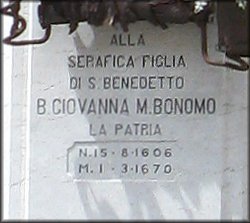 ALLA
SERAFICA FIGLIA
DI S. BENEDETTO
B. GIOVANNA M. BONOMO
LA PATRIA
N. 15 - 8 - 1606
M. 1 - 3 - 1670